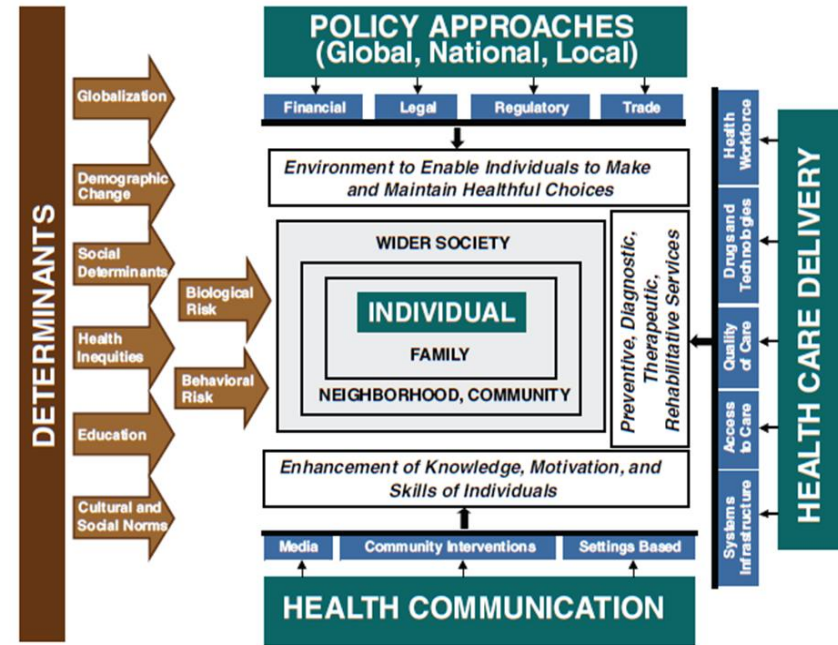 POLICY APPROACHES
(Global, National, Local)
Financial
Legal
Regulatory
Trade
Environment to Enable Individuals to Make
and Maintain Healthful Choices
DETERMINANTS
Globalization
Demographic
Change
Social
Determinants
Health
Inequities
Education
Cultural and
Social Norms
Biological
Risk
Behavioral
Risk
WIDER SOCIETY
INDIVIDUAL
FAMILY
NEIGHBORHOOD, COMMUNITY
Preventive, Diagnostic,
Therapeutic,
Rehabilitative Services
Health
Workforce
Drugs and
Technologies
Quality
of Care
Access
to Care
Systems
Infrastructure
HEALTH CARE DELIVERY
Enhancement of Knowledge, Motivation, and
Skills of Individuals
Media
Community Interventions
Settings Based
HEALTH COMMUNICATION